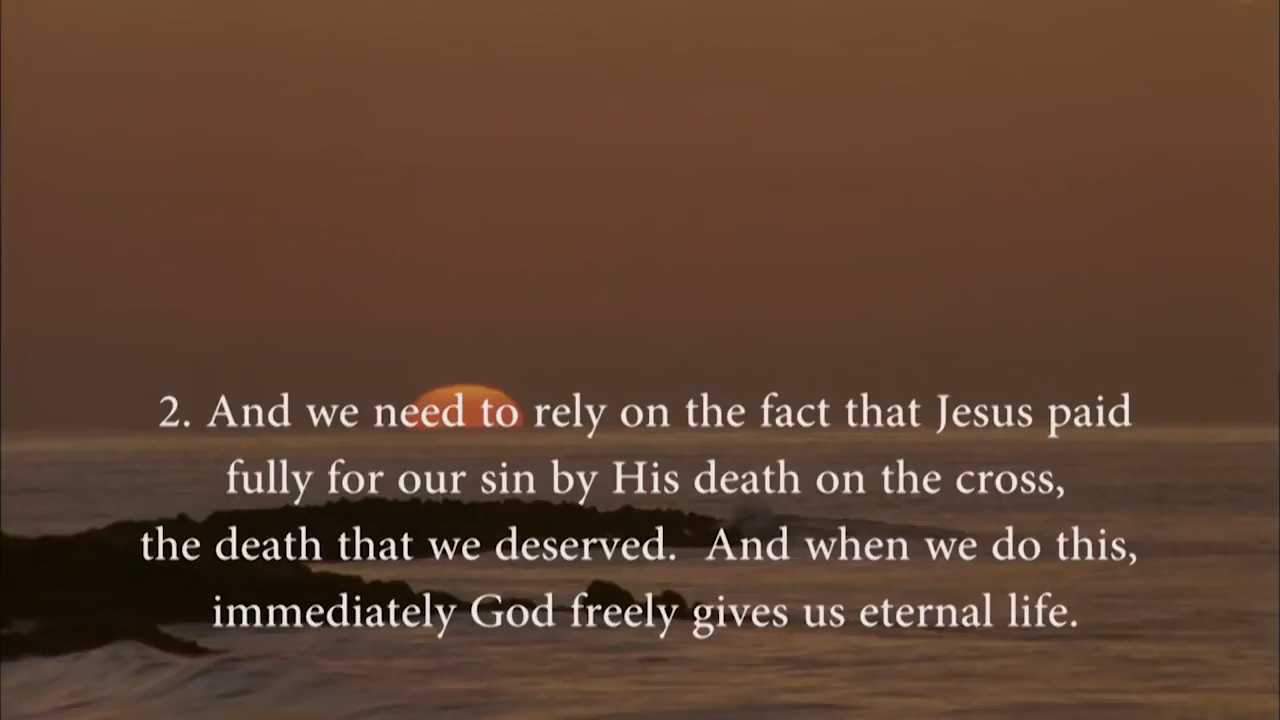 2. And we need to rely on the fact that Jesus paid
fully for our sin by His death on the cross,
the death that we deserved.  And when we do this,
immediately God freely gives us eternal life.